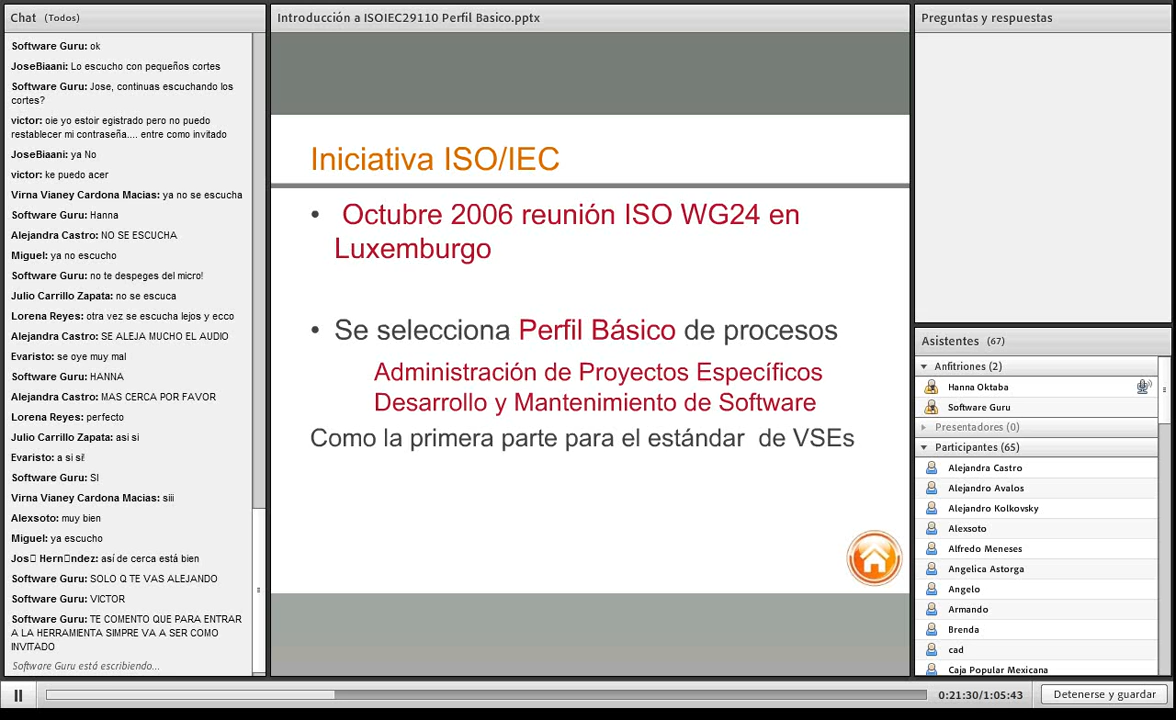 Chat (Todos)
Software Guru: ok
JoseBiaani: Lo escucho con pequeños cortes
Software Guru: Jose, continuas escuchando los
cortes?
victor: oie yo estoir egistrado pero no puedo
restablecer mi contraseña.... entre como invitado
JoseBiaani: ya No
victor: ke puedo acer
Virna Vianey Cardona Macias: ya no se escucha
Software Guru: Hanna
Alejandra Castro: NO SE ESCUCHA
Miguel: ya no escucho
Software Guru: no te despeges del micro!
Julio Carrillo Zapata: no se escuca
Lorena Reyes: otra vez se escucha lejos y ecco
Alejandra Castro: SE ALEJA MUCHO EL AUDIO
Evaristo: se oye muy mal
Software Guru: HANNA
Alejandra Castro: MAS CERCA POR FAVOR
Lorena Reyes: perfecto
Julio Carrillo Zapata: asi si
Evaristo: a si si!
Software Guru: SI
Virna Vianey Cardona Macias: siii
Alexsoto: muy bien
Miguel: ya escucho
Jos□ Hern□ndez: así de cerca está bien
Software Guru: SOLO Q TE VAS ALEJANDO
Software Guru: VICTOR
Software Guru: TE COMENTO QUE PARA ENTRAR
A LA HERRAMIENTA SIMPRE VA A SER COMO
INVITADO
Software Guru está escribiendo...
Introducción a ISOIEC29110 Perfil Basico.pptx
Iniciativa ISO/IEC
• Octubre 2006 reunión ISO WG24 en
Luxemburgo
• Se selecciona Perfil Básico de procesos
Administración de Proyectos Específicos
Desarrollo y Mantenimiento de Software
Como la primera parte para el estándar de VSEs
Preguntas y respuestas
Asistentes (67)
Anfitriones (2)
Hanna Oktaba
Software Guru
Presentadores (0)
Participantes (65)
Alejandra Castro
Alejandro Avalos
Alejandro Kolkovsky
Alexsoto
Alfredo Meneses
Angelica Astorga
Angelo
Armando
Brenda
cad
Caja Popular Mexicana
0:21:30/1:05:43
Detenerse y guardar